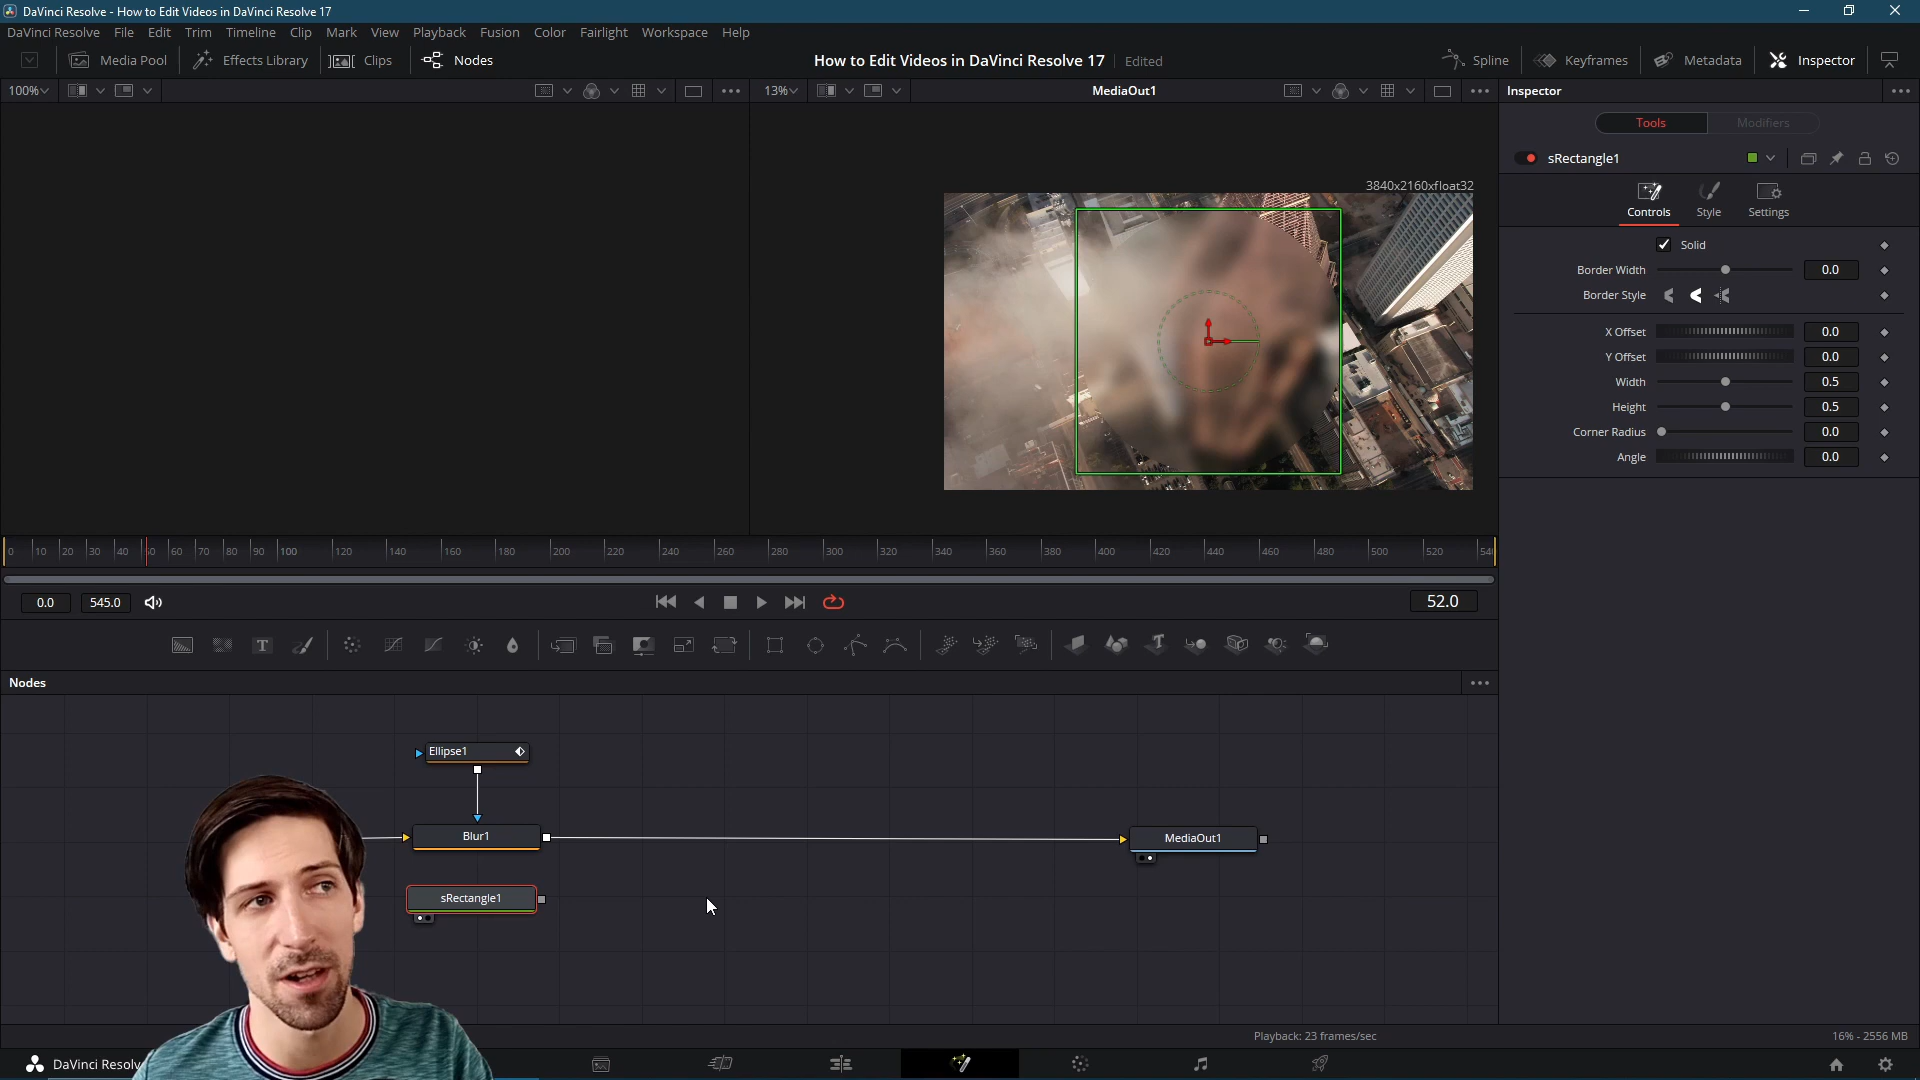 DaVinci Resolve - How to Edit Videos in DaVinci Resolve 17
DaVinci Resolve File Edit Trim Timeline Clip Mark View Playback Fusion Color Fairlight Workspace Help
Media Pool Effects Library Clips Nodes How to Edit Videos in DaVinci Resolve 17 Edited Spline Keyframes Metadata Inspector
100% 13% MediaOut1 Inspector
Tools Modifiers
sRectangle1
3840x2160xfloat32
Controls Style Settings
Solid
Border Width 0.0
Border Style
X Offset 0.0
Y Offset 0.0
Width 0.5
Height 0.5
Corner Radius 0.0
Angle 0.0
0 10 20 30 40 50 60 70 80 90 100 120 140 160 180 200 220 240 260 280 300 320 340 360 380 400 420 440 460 480 500 520 54
0.0 545.0 52.0
Nodes
Ellipse1
Blur1
MediaOut1
sRectangle1
Playback: 23 frames/sec 16% - 2556 MB
DaVinci Resolv